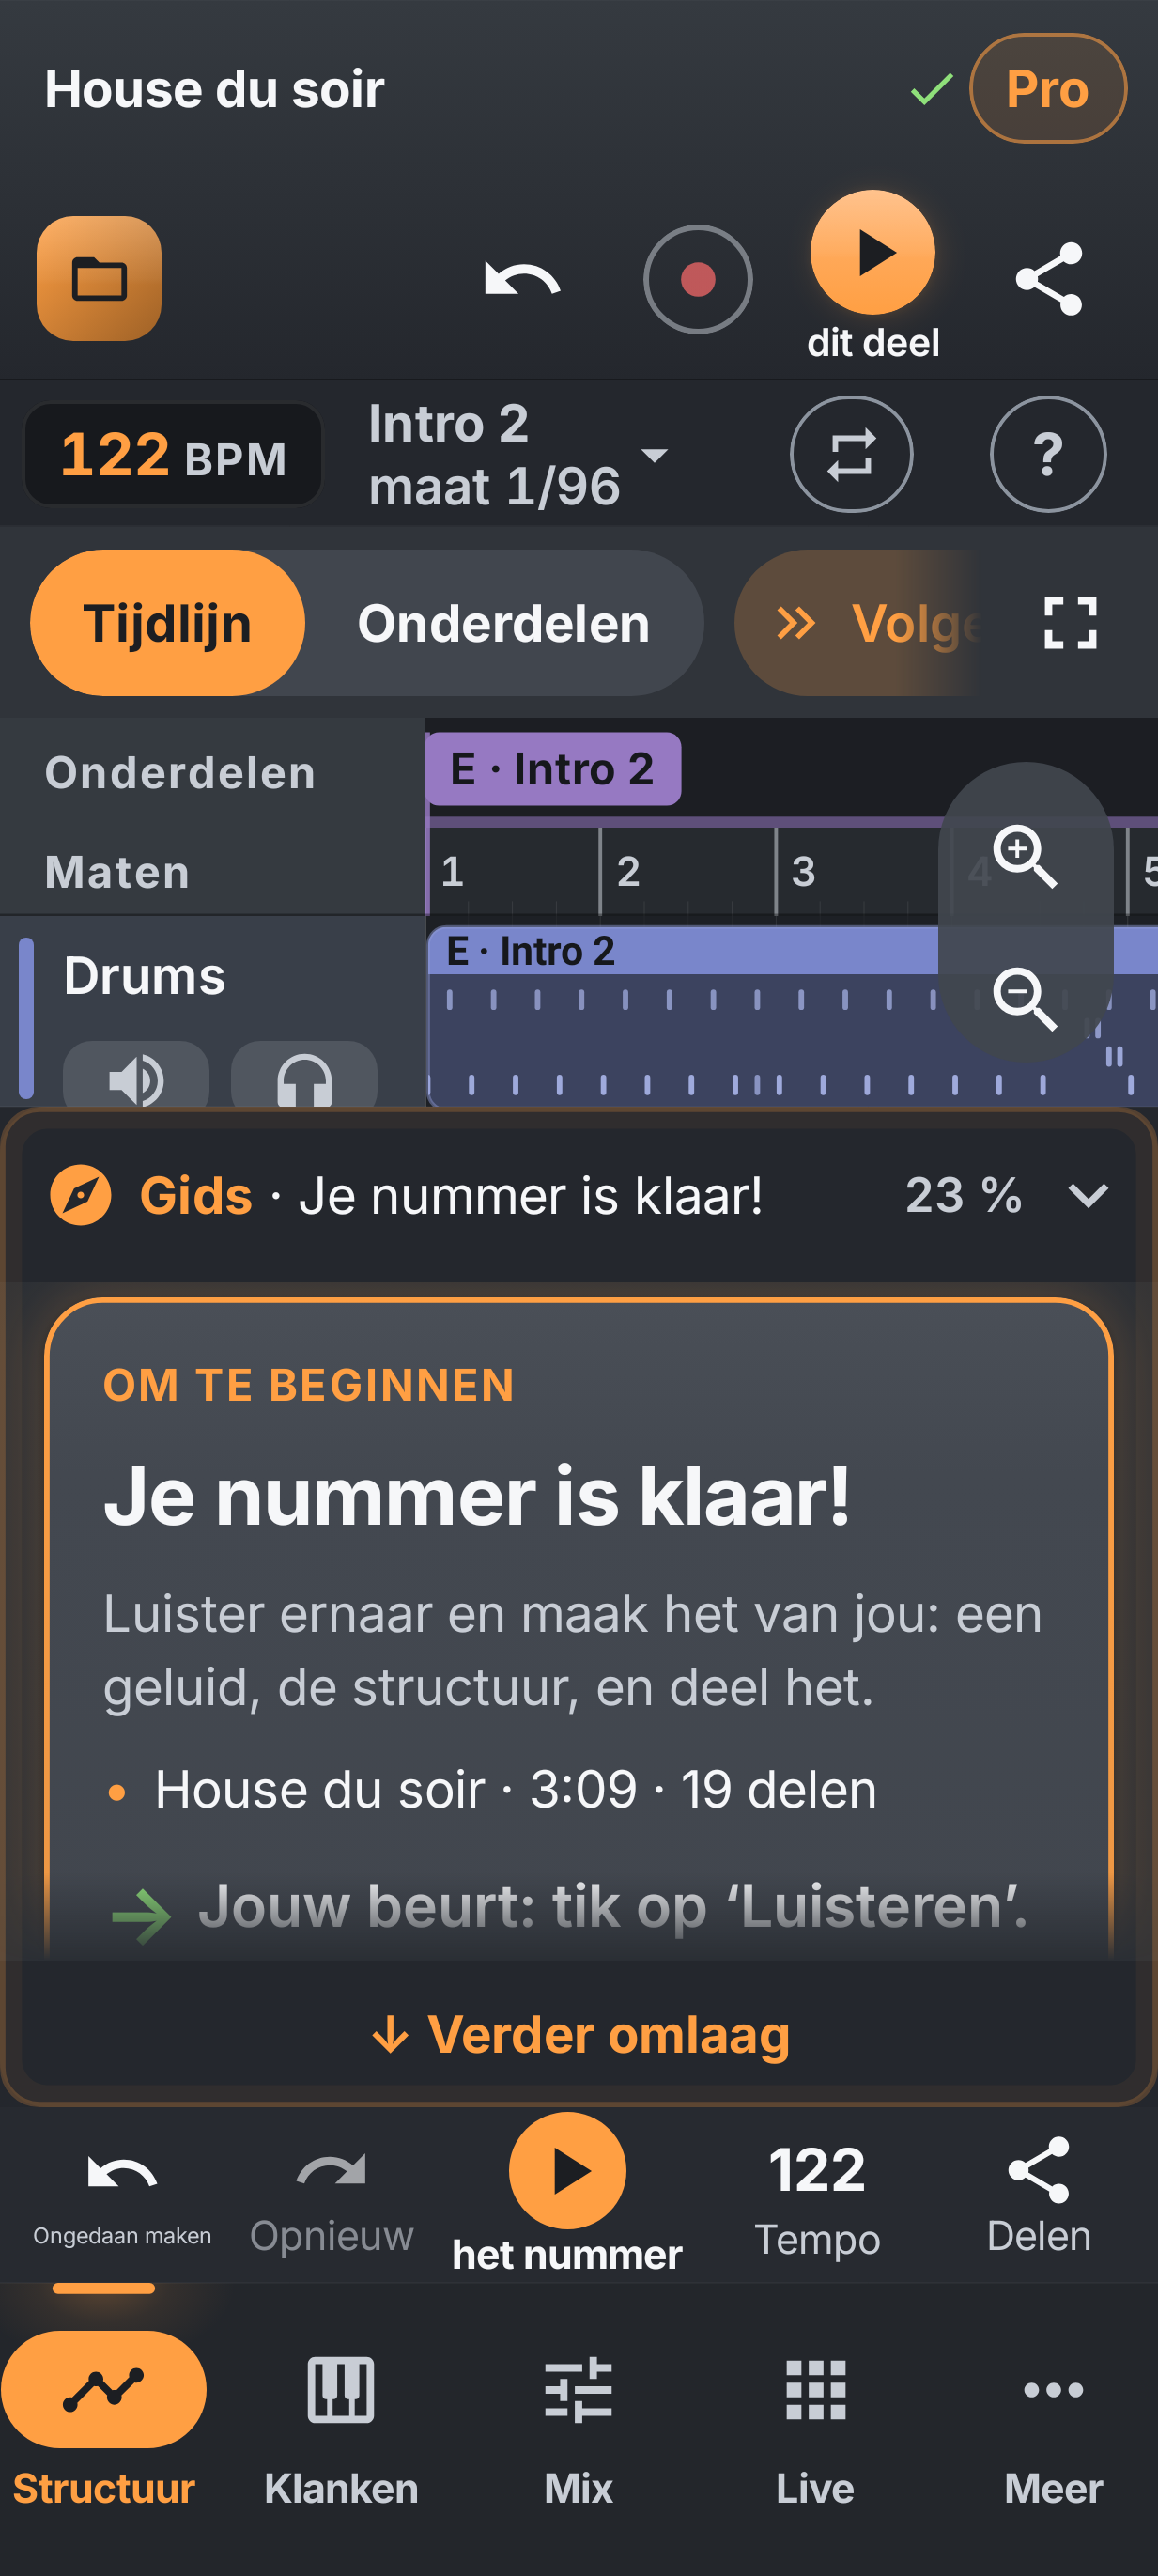 House du soir
Pro
dit deel
122 BPM
Intro 2
maat 1/96
?
Tijdlijn
Onderdelen
Volge
Onderdelen
E · Intro 2
Maten
1
2
3
4
5
Drums
E · Intro 2
Gids · Je nummer is klaar!
23 %
OM TE BEGINNEN
Je nummer is klaar!
Luister ernaar en maak het van jou: een
geluid, de structuur, en deel het.
• House du soir · 3:09 · 19 delen
→ Jouw beurt: tik op ‘Luisteren’.
↓ Verder omlaag
Ongedaan maken
Opnieuw
het nummer
122
Tempo
Delen
Structuur
Klanken
Mix
Live
Meer